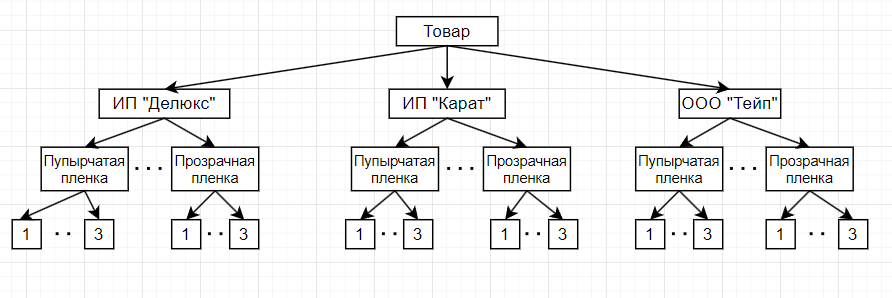 Товар
ИП "Делюкс"
ИП "Карат"
ООО "Тейп"
Пупырчатая
пленка
. . .
Прозрачная
пленка
Пупырчатая
пленка
. . .
Прозрачная
пленка
Пупырчатая
пленка
. . .
Прозрачная
пленка
1 . . 3
1 . . 3
1 . . 3
1 . . 3
1 . . 3
1 . . 3